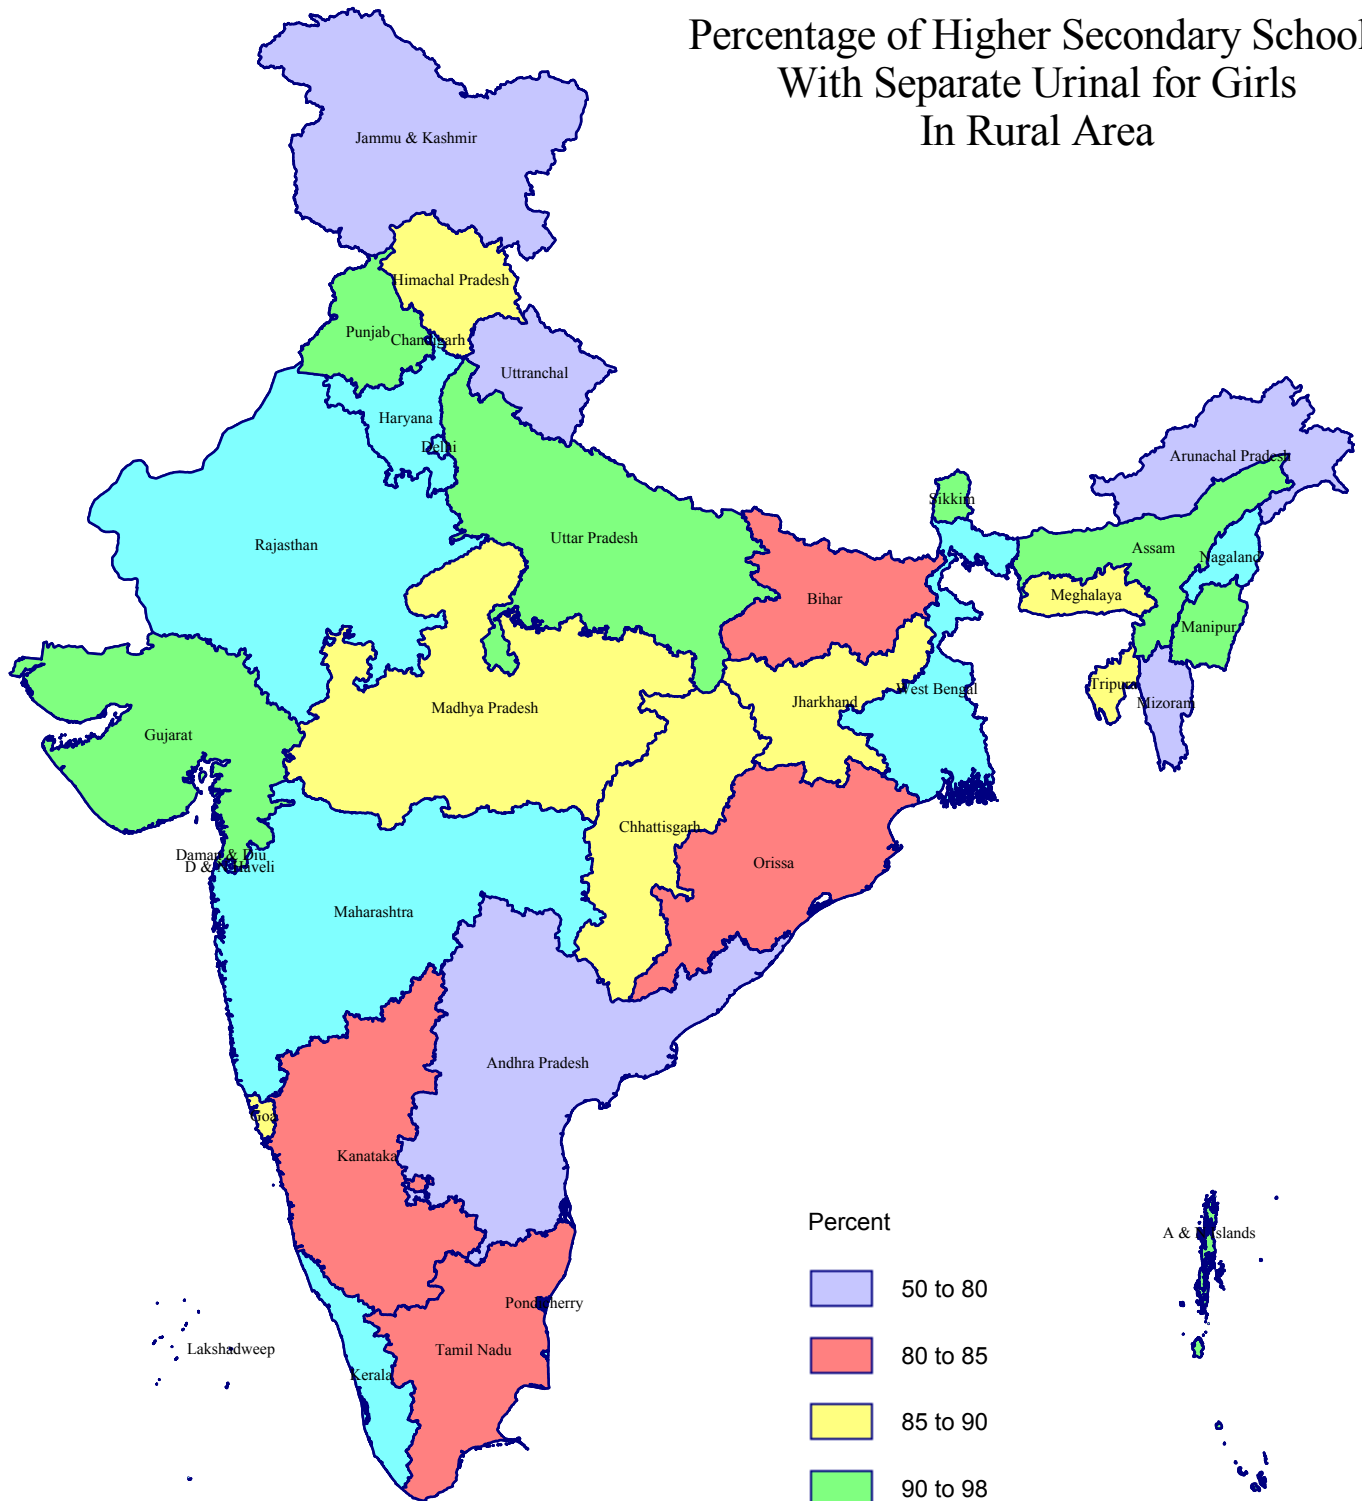 Percentage of Higher Secondary School
With Separate Urinal for Girls
In Rural Area
Jammu & Kashmir
Himachal Pradesh
Punjab
Chandigarh
Uttranchal
Haryana
Delhi
Arunachal Pradesh
Sikkim
Rajasthan
Uttar Pradesh
Assam
Nagaland
Bihar
Meghalaya
Manipur
Tripura
Mizoram
West Bengal
Jharkhand
Madhya Pradesh
Gujarat
Chhattisgarh
Daman & Diu
D & N Haveli
Orissa
Maharashtra
Andhra Pradesh
Goa
Kanataka
Percent
A & N Islands
50 to 80
Pondicherry
Lakshadweep
Tamil Nadu
80 to 85
Kerala
85 to 90
90 to 98